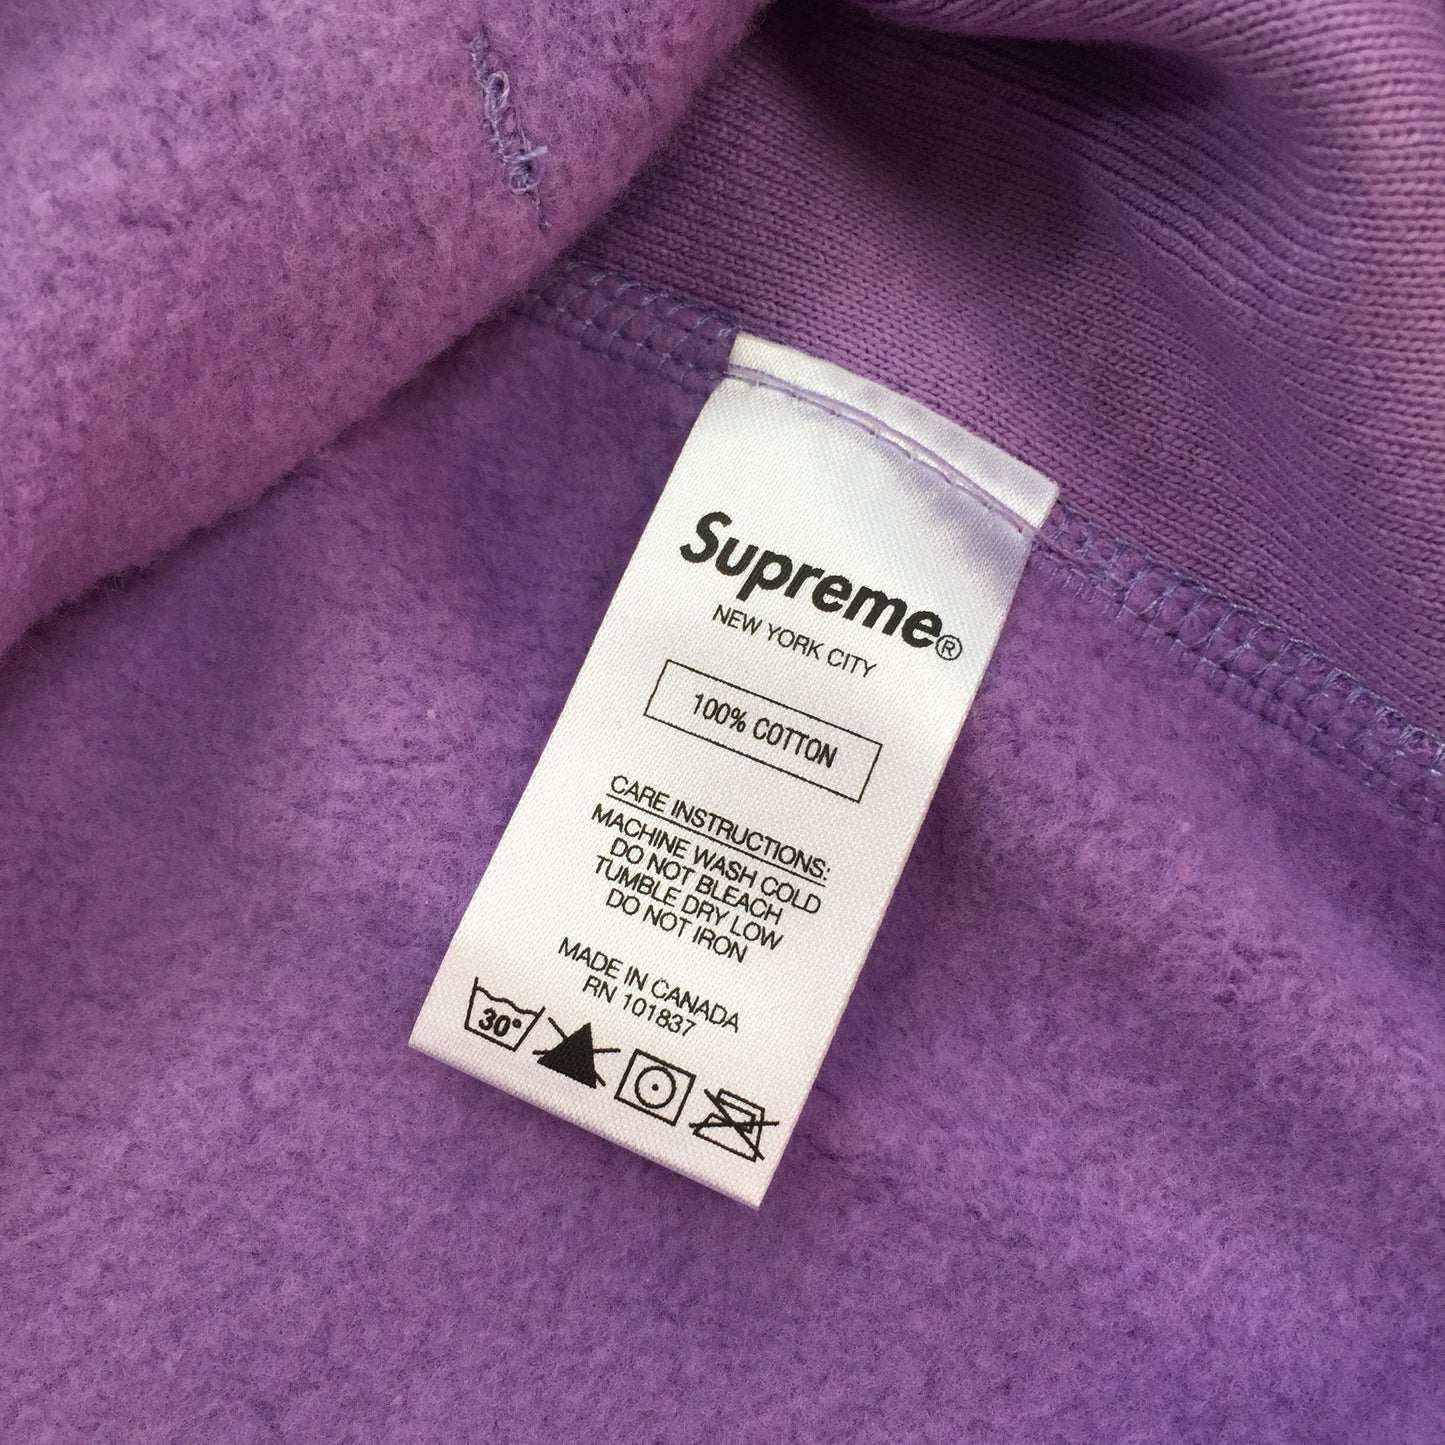 Supreme®
NEW YORK CITY
100% COTTON
CARE INSTRUCTIONS:
MACHINE WASH COLD
DO NOT BLEACH
TUMBLE DRY LOW
DO NOT IRON
MADE IN CANADA
RN 101837
30°